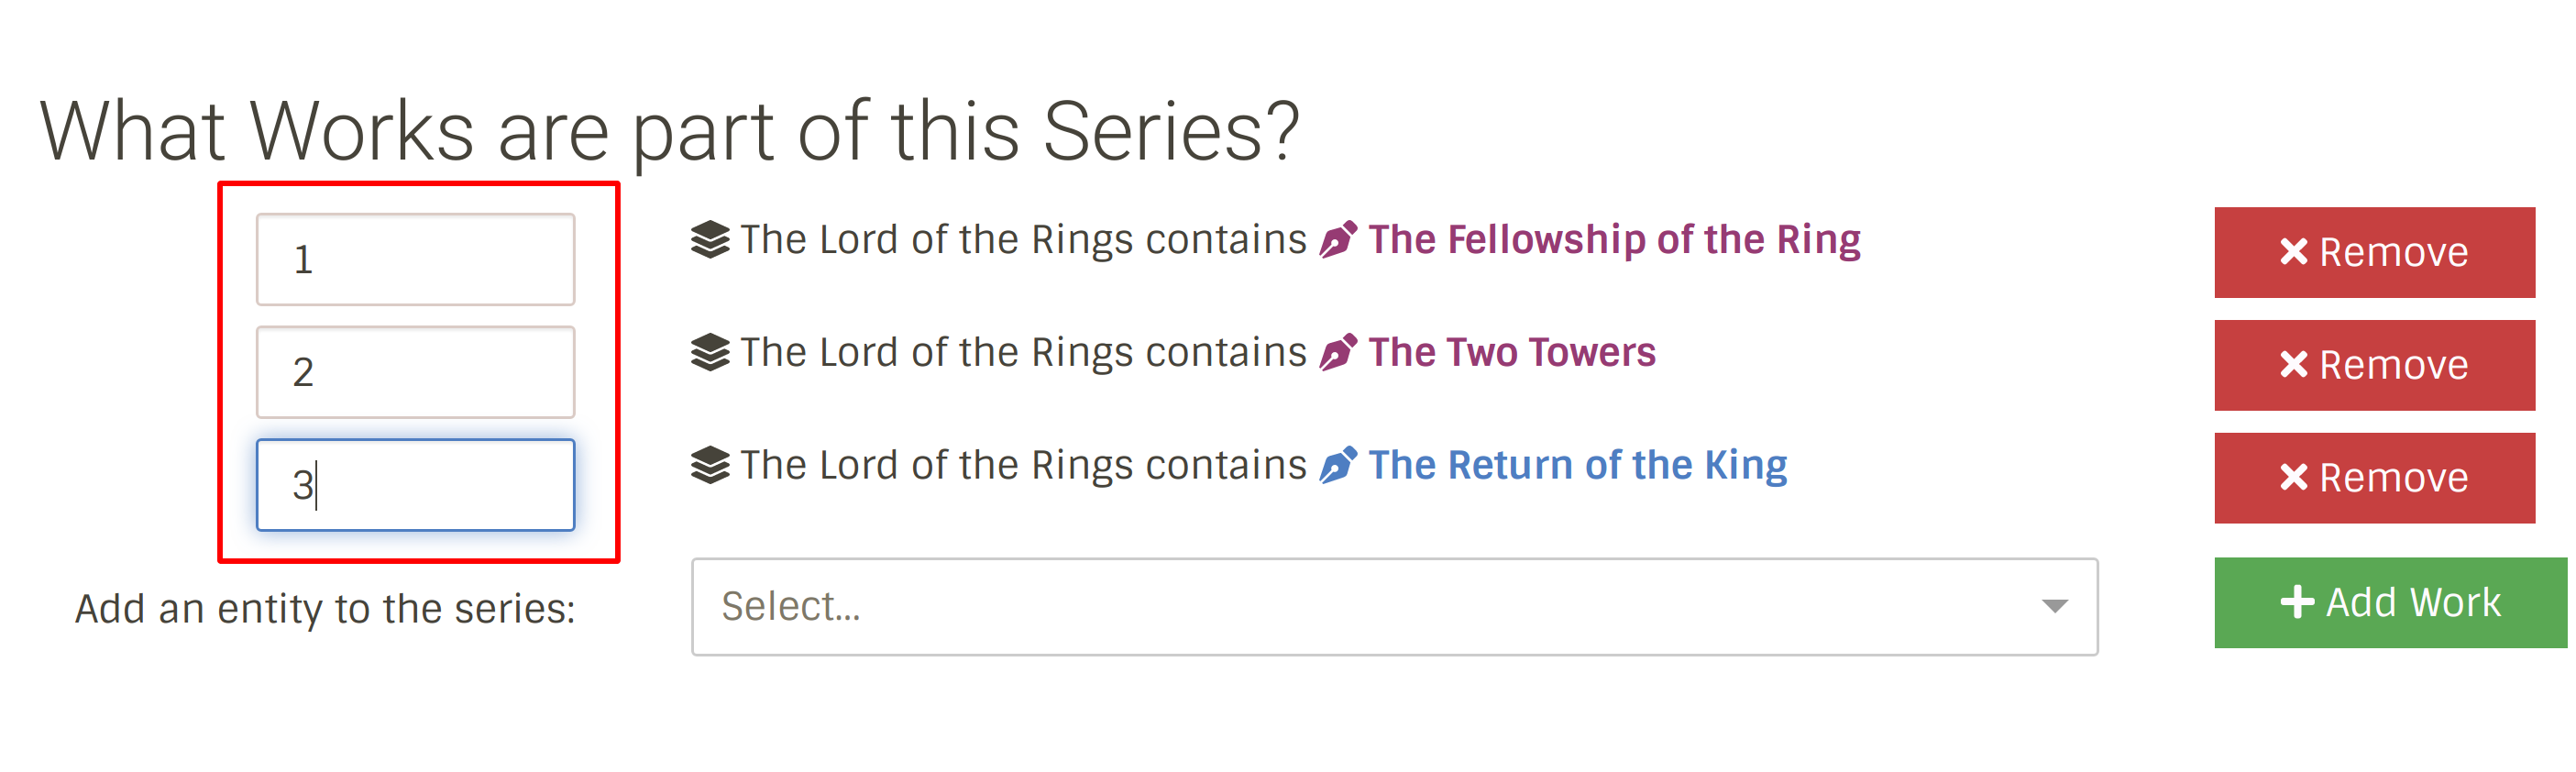 What Works are part of this Series?
1 The Lord of the Rings contains The Fellowship of the Ring Remove
2 The Lord of the Rings contains The Two Towers Remove
3 The Lord of the Rings contains The Return of the King Remove
Add an entity to the series: Select... Add Work